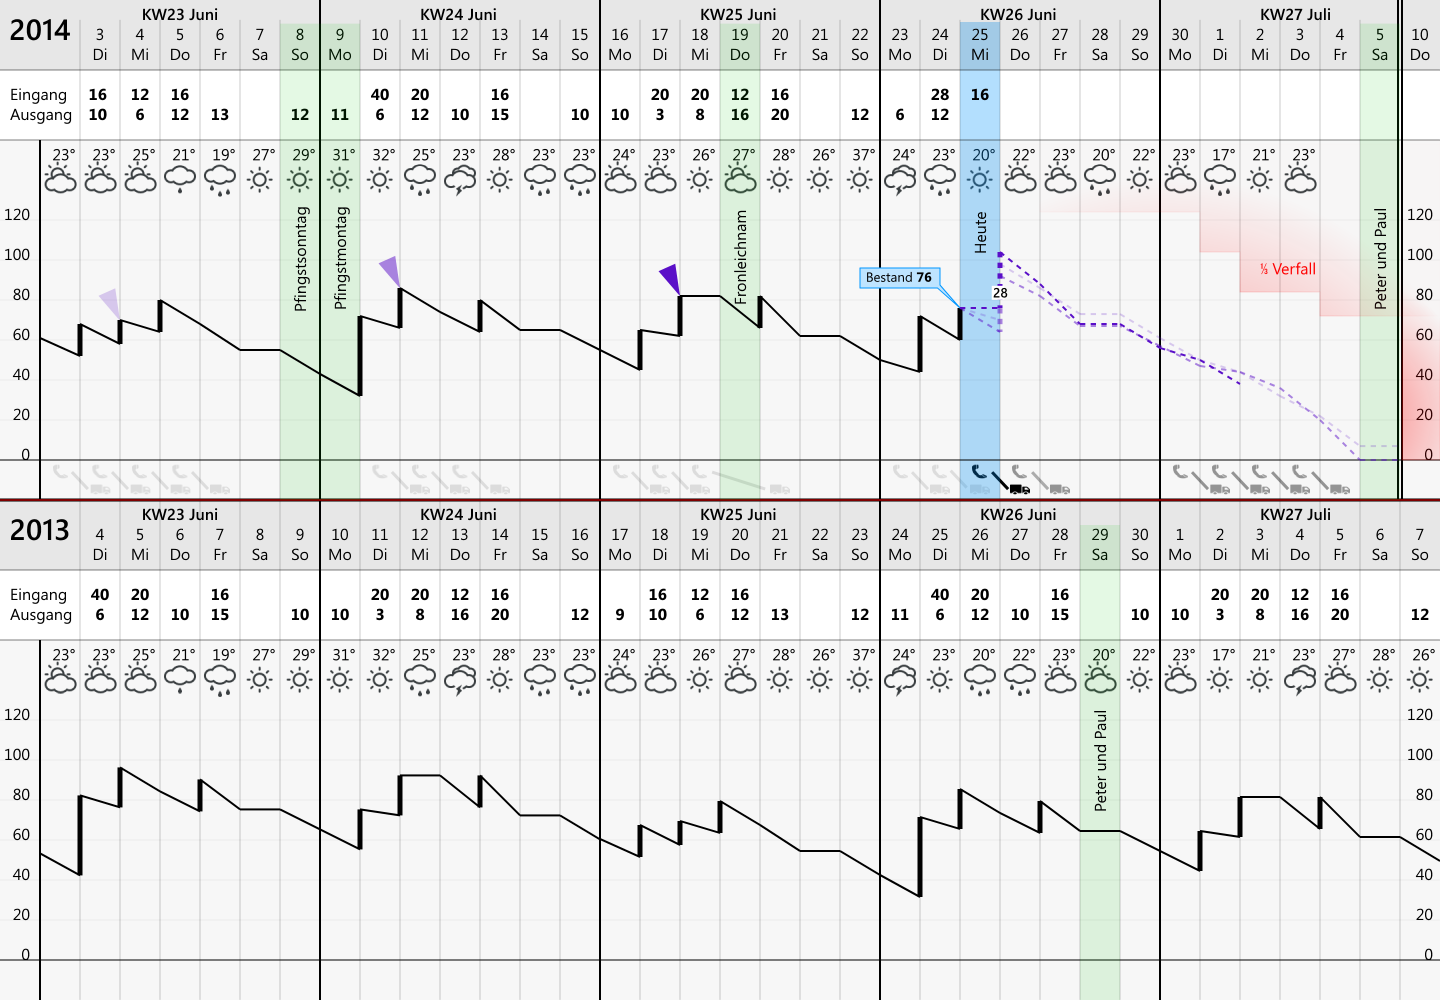 2014
KW23 Juni KW24 Juni KW25 Juni KW26 Juni KW27 Juli
3 4 5 6 7 8 9 10 11 12 13 14 15 16 17 18 19 20 21 22 23 24 25 26 27 28 29 30 1 2 3 4 5 10
Di Mi Do Fr Sa So Mo Di Mi Do Fr Sa So Mo Di Mi Do Fr Sa So Mo Di Mi Do Fr Sa So Mo Di Mi Do Fr Sa Do
Eingang 16 12 16 40 20 16 20 20 12 16 28 16
Ausgang 10 6 12 13 12 11 6 12 10 15 10 10 3 8 16 20 12 6 12
23° 23° 25° 21° 19° 27° 29° 31° 32° 25° 23° 28° 23° 23° 24° 23° 26° 27° 28° 26° 37° 24° 23° 20° 22° 23° 20° 22° 23° 17° 21° 23°
Pfingstsonntag
Pfingstmontag
Fronleichnam
Heute
Peter und Paul
120 120
100 100
⅓ Verfall
Bestand 76
28
80 80
60 60
40 40
20 20
0 0
2013
KW23 Juni KW24 Juni KW25 Juni KW26 Juni KW27 Juli
4 5 6 7 8 9 10 11 12 13 14 15 16 17 18 19 20 21 22 23 24 25 26 27 28 29 30 1 2 3 4 5 6 7
Di Mi Do Fr Sa So Mo Di Mi Do Fr Sa So Mo Di Mi Do Fr Sa So Mo Di Mi Do Fr Sa So Mo Di Mi Do Fr Sa So
Eingang 40 20 16 20 20 12 16 16 12 16 40 20 16 20 20 12 16
Ausgang 6 12 10 15 10 10 3 8 16 20 12 9 10 6 12 13 12 11 6 12 10 15 10 10 3 8 16 20 12
23° 23° 25° 21° 19° 27° 29° 31° 32° 25° 23° 28° 23° 23° 24° 23° 26° 27° 28° 26° 37° 24° 23° 20° 22° 23° 20° 22° 23° 17° 21° 23° 27° 28° 26°
Peter und Paul
120 120
100 100
80 80
60 60
40 40
20 20
0 0